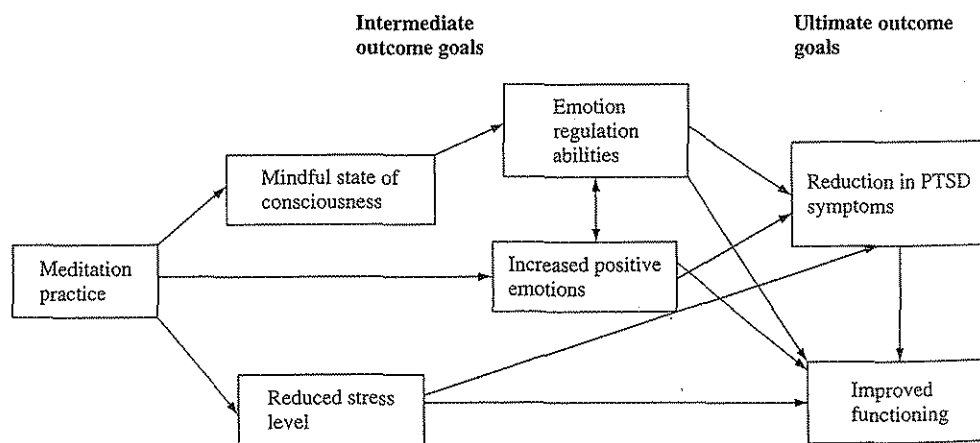 Intermediate
outcome goals
Ultimate outcome
goals
Emotion
regulation
abilities
Mindful state of
consciousness
Reduction in PTSD
symptoms
Meditation
practice
Increased positive
emotions
Reduced stress
level
Improved
functioning